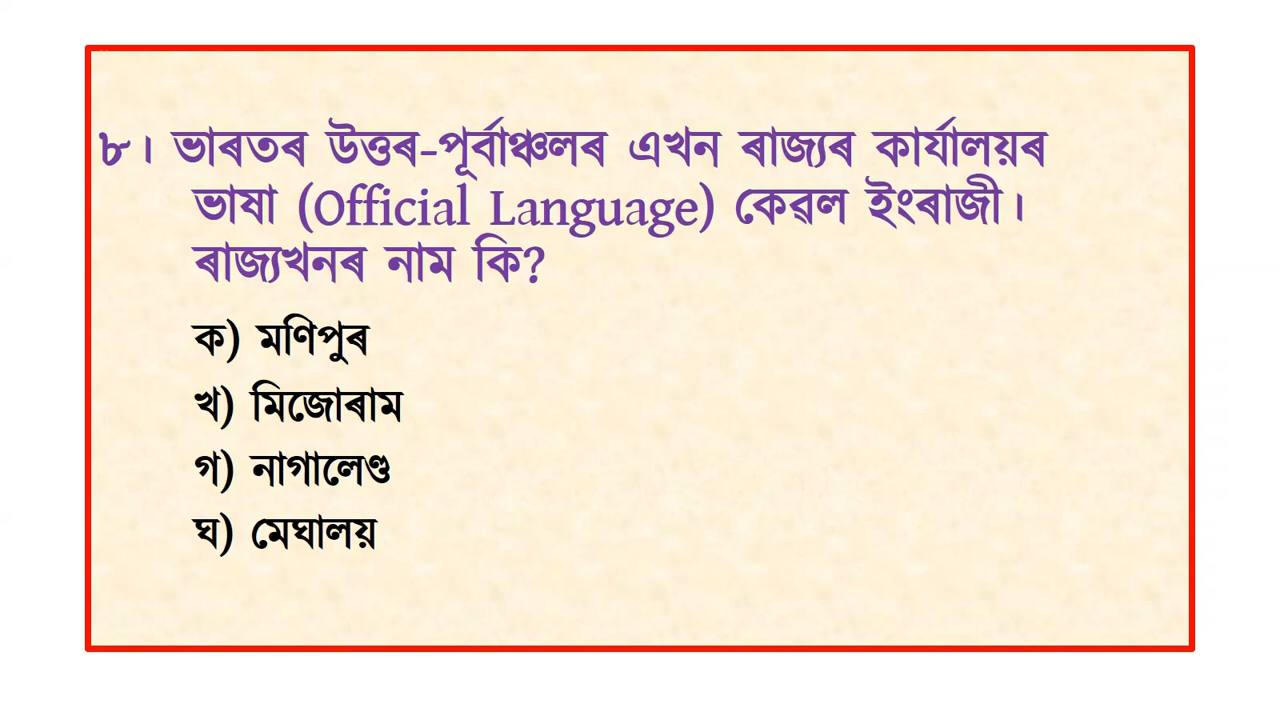 ৮। ভাৰতৰ উত্তৰ-পূৰ্বাঞ্চলৰ এখন ৰাজ্যৰ কাৰ্যালয়ৰ
ভাষা (Official Language) কেৱল ইংৰাজী।
ৰাজ্যখনৰ নাম কি?
ক) মণিপুৰ
খ) মিজোৰাম
গ) নাগালেণ্ড
ঘ) মেঘালয়